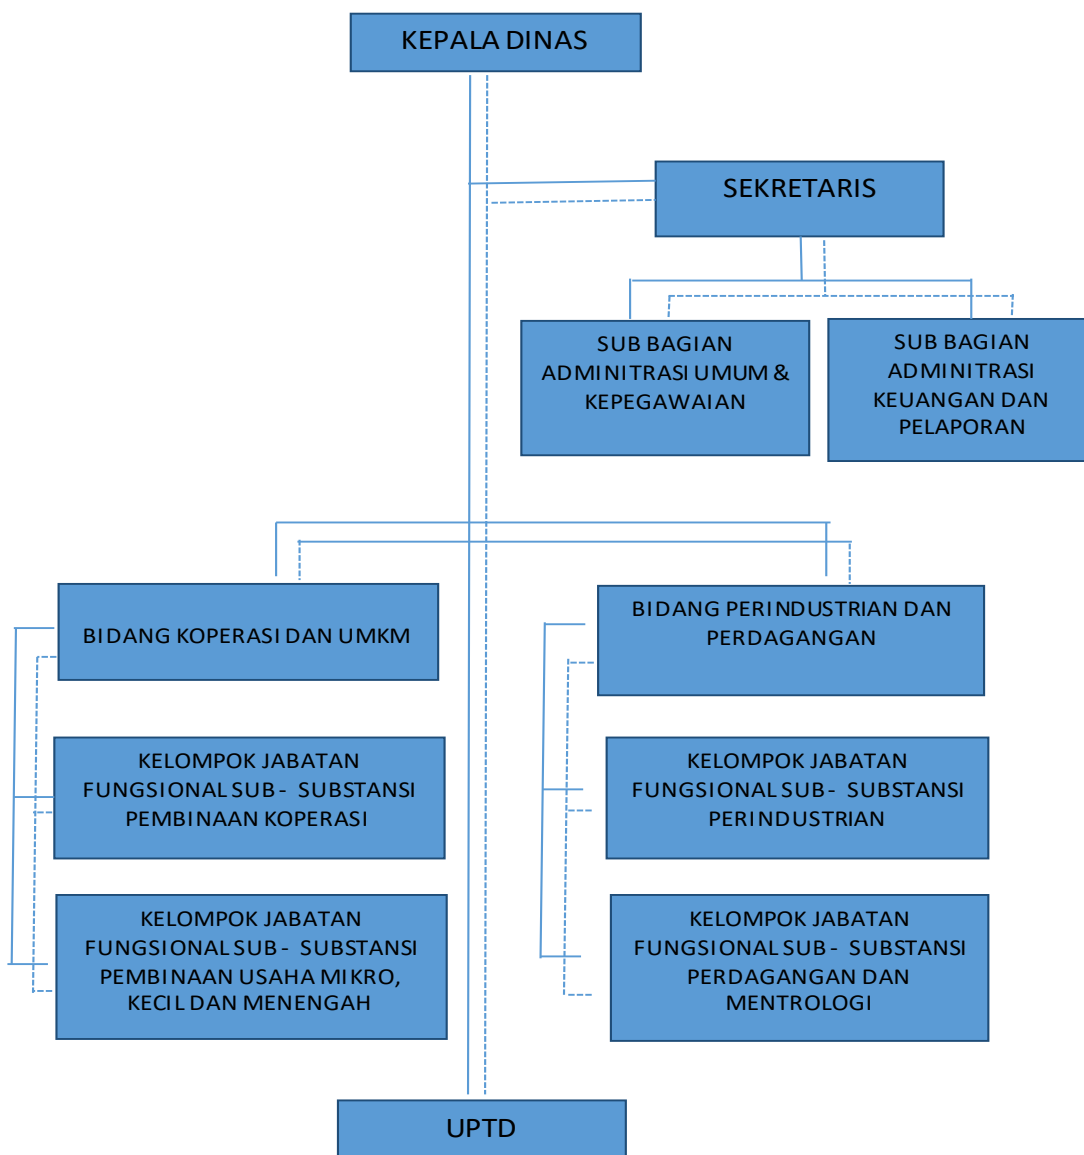 KEPALA DINAS
SEKRETARIS
SUB BAGIAN
ADMINITRASI UMUM &
KEPEGAWAIAN
SUB BAGIAN
ADMINITRASI
KEUANGAN DAN
PELAPORAN
BIDANG KOPERASI DAN UMKM
BIDANG PERINDUSTRIAN DAN
PERDAGANGAN
KELOMPOK JABATAN
FUNGSIONAL SUB - SUBSTANSI
PEMBINAAN KOPERASI
KELOMPOK JABATAN
FUNGSIONAL SUB - SUBSTANSI
PERINDUSTRIAN
KELOMPOK JABATAN
FUNGSIONAL SUB - SUBSTANSI
PEMBINAAN USAHA MIKRO,
KECIL DAN MENENGAH
KELOMPOK JABATAN
FUNGSIONAL SUB - SUBSTANSI
PERDAGANGAN DAN
MENTROLOGI
UPTD